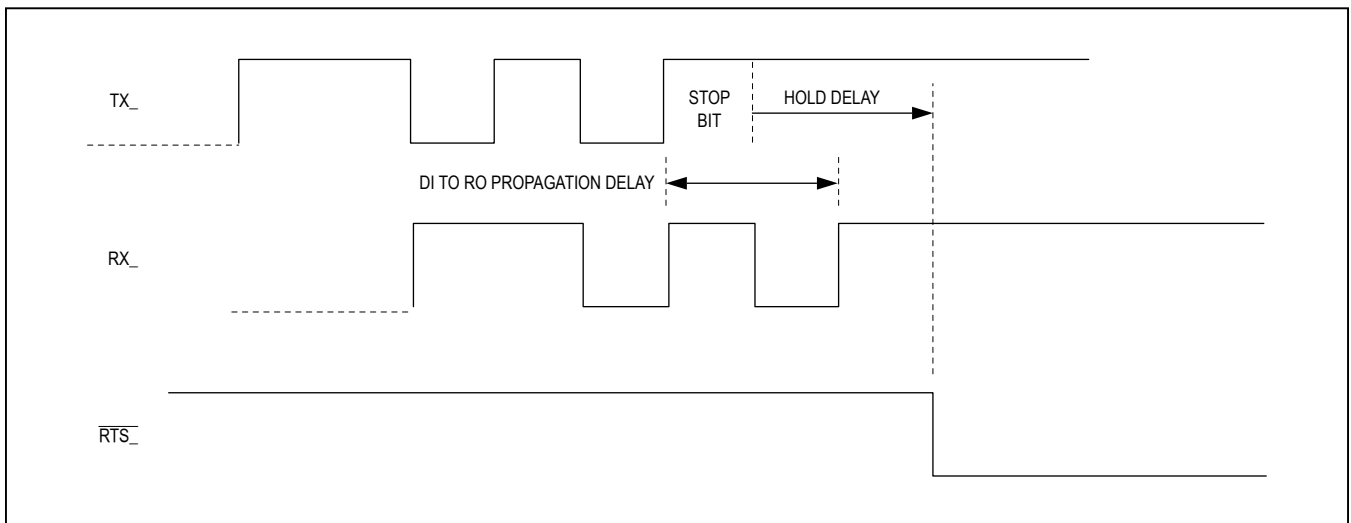 TX_
STOP
BIT
HOLD DELAY
DI TO RO PROPAGATION DELAY
RX_
RTS_